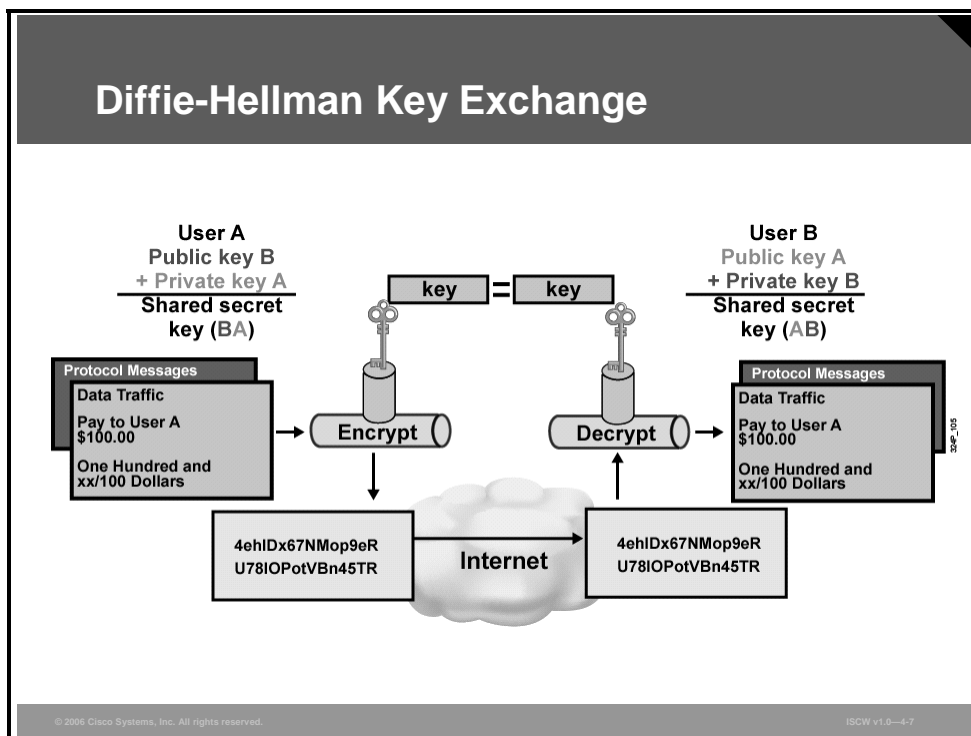 Diffie-Hellman Key Exchange
User A
Public key B
+ Private key A
Shared secret
key (BA)
key = key
User B
Public key A
+ Private key B
Shared secret
key (AB)
Protocol Messages
Data Traffic
Pay to User A
$100.00
One Hundred and
xx/100 Dollars
Encrypt
Decrypt
Protocol Messages
Data Traffic
Pay to User A
$100.00
One Hundred and
xx/100 Dollars
324P_105
4ehIDx67NMop9eR
U78IOPotVBn45TR
Internet
4ehIDx67NMop9eR
U78IOPotVBn45TR
© 2006 Cisco Systems, Inc. All rights reserved.
ISCW v1.0—4-7